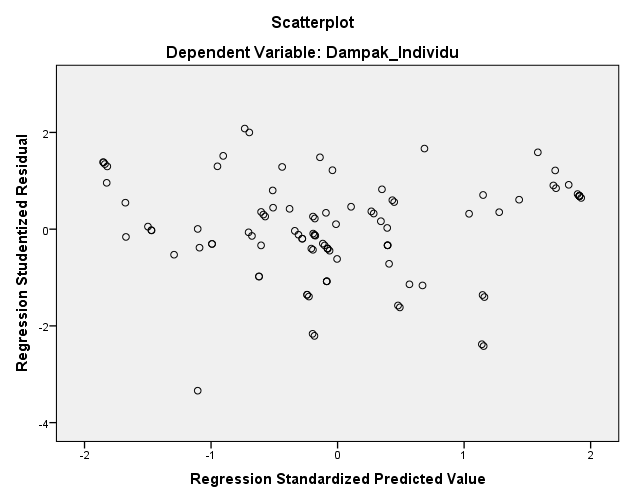 Scatterplot
Dependent Variable: Dampak_Individu
Regression Studentized Residual
2
0
-2
-4
-2
-1
0
1
2
Regression Standardized Predicted Value